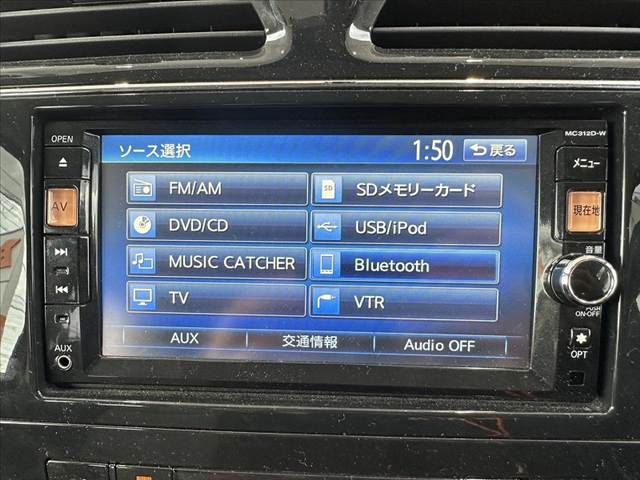 OPEN
MC312D-W
ソース選択
1:50
戻る
メニュー
AV
現在地
FM/AM
SDメモリーカード
SD
DVD/CD
USB/iPod
MUSIC CATCHER
Bluetooth
TV
VTR
AUX
交通情報
Audio OFF
音量
PUSH
ON・OFF
AUX
OPT